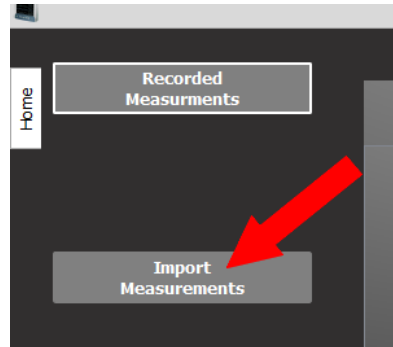 Recorded
Measurments
Home
Import
Measurements